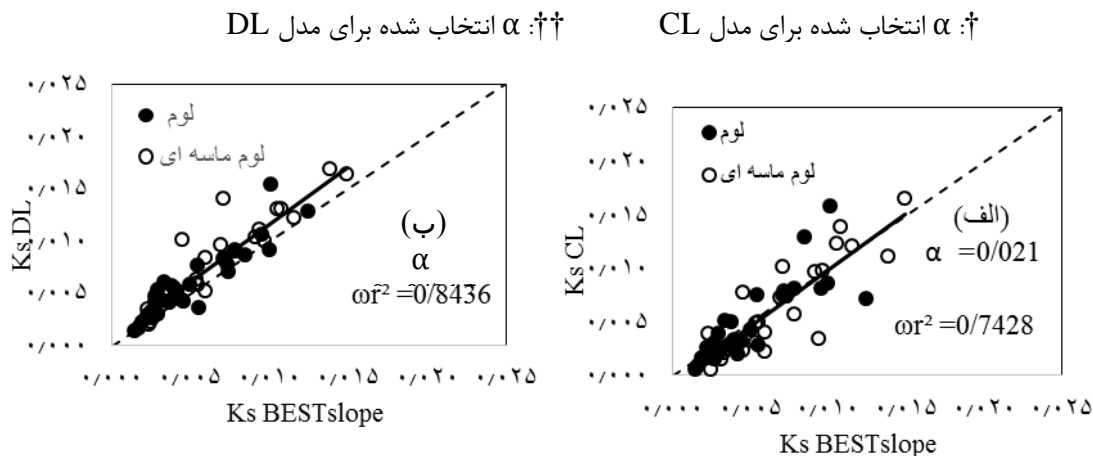 †: α انتخاب شده برای مدل CL
††: α انتخاب شده برای مدل DL
۰/۰۲۵
۰/۰۲۰
۰/۰۱۵
۰/۰۱۰
۰/۰۰۵
۰/۰۰۰
Ks CL
لوم
لوم ماسه ای
(الف)
α =0/021
ωr² =0/7428
۰/۰۰۰ ۰/۰۰۵ ۰/۰۱۰ ۰/۰۱۵ ۰/۰۲۰ ۰/۰۲۵
Ks BESTslope
۰/۰۲۵
۰/۰۲۰
۰/۰۱۵
۰/۰۱۰
۰/۰۰۵
۰/۰۰۰
Ks DL
لوم
لوم ماسه ای
(ب)
α
ωr² =0/8436
۰/۰۰۰ ۰/۰۰۵ ۰/۰۱۰ ۰/۰۱۵ ۰/۰۲۰ ۰/۰۲۵
Ks BESTslope